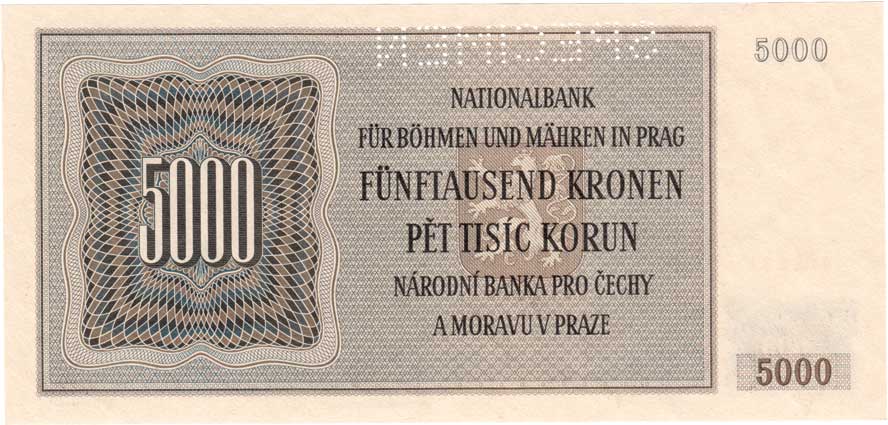 SPECIMEN
5000
NATIONALBANK
FÜR BÖHMEN UND MÄHREN IN PRAG
FÜNFTAUSEND KRONEN
PĚT TISÍC KORUN
NÁRODNÍ BANKA PRO ČECHY
A MORAVU V PRAZE
5000
5000